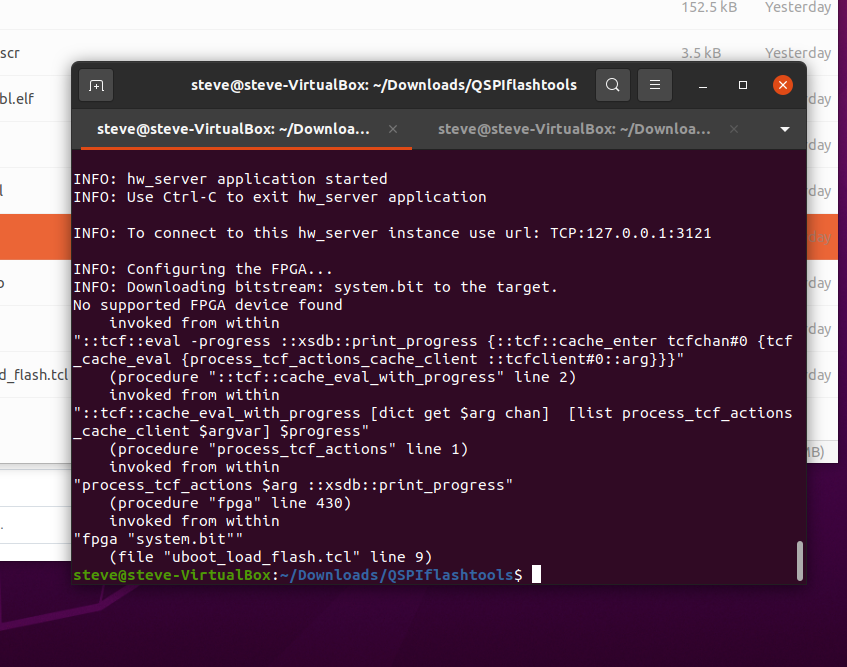 152.5 kB Yesterday
scr 3.5 kB Yesterday
steve@steve-VirtualBox: ~/Downloads/QSPIflashtools
bl.elf day
steve@steve-VirtualBox: ~/Downloa... steve@steve-VirtualBox: ~/Downloa...
day
INFO: hw_server application started
l day
INFO: Use Ctrl-C to exit hw_server application
INFO: To connect to this hw_server instance use url: TCP:127.0.0.1:3121
day
INFO: Configuring the FPGA...
day
INFO: Downloading bitstream: system.bit to the target.
No supported FPGA device found
    invoked from within
day
"::tcf::eval -progress ::xsdb::print_progress {::tcf::cache_enter tcfchan#0 {tcf
_cache_eval {process_tcf_actions_cache_client ::tcfclient#0::arg}}}"
d_flash.tcl day
    (procedure "::tcf::cache_eval_with_progress" line 2)
    invoked from within
"::tcf::cache_eval_with_progress [dict get $arg chan]  [list process_tcf_actions
_cache_client $argvar] $progress"
    (procedure "process_tcf_actions" line 1)
MB)
    invoked from within
"process_tcf_actions $arg ::xsdb::print_progress"
    (procedure "fpga" line 430)
    invoked from within
"fpga "system.bit""
    (file "uboot_load_flash.tcl" line 9)
steve@steve-VirtualBox:~/Downloads/QSPIflashtools$